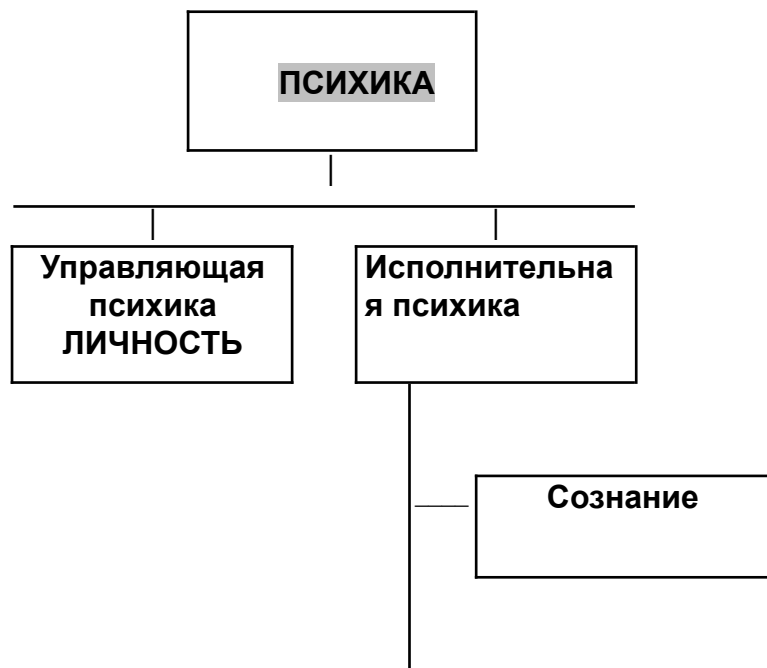 ПСИХИКА
Управляющая
психика
ЛИЧНОСТЬ
Исполнительна
я психика
Сознание